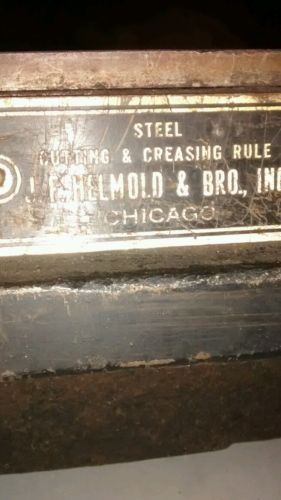 STEEL
CUTTING & CREASING RULE
J. F. HELMOLD & BRO., INC
CHICAGO